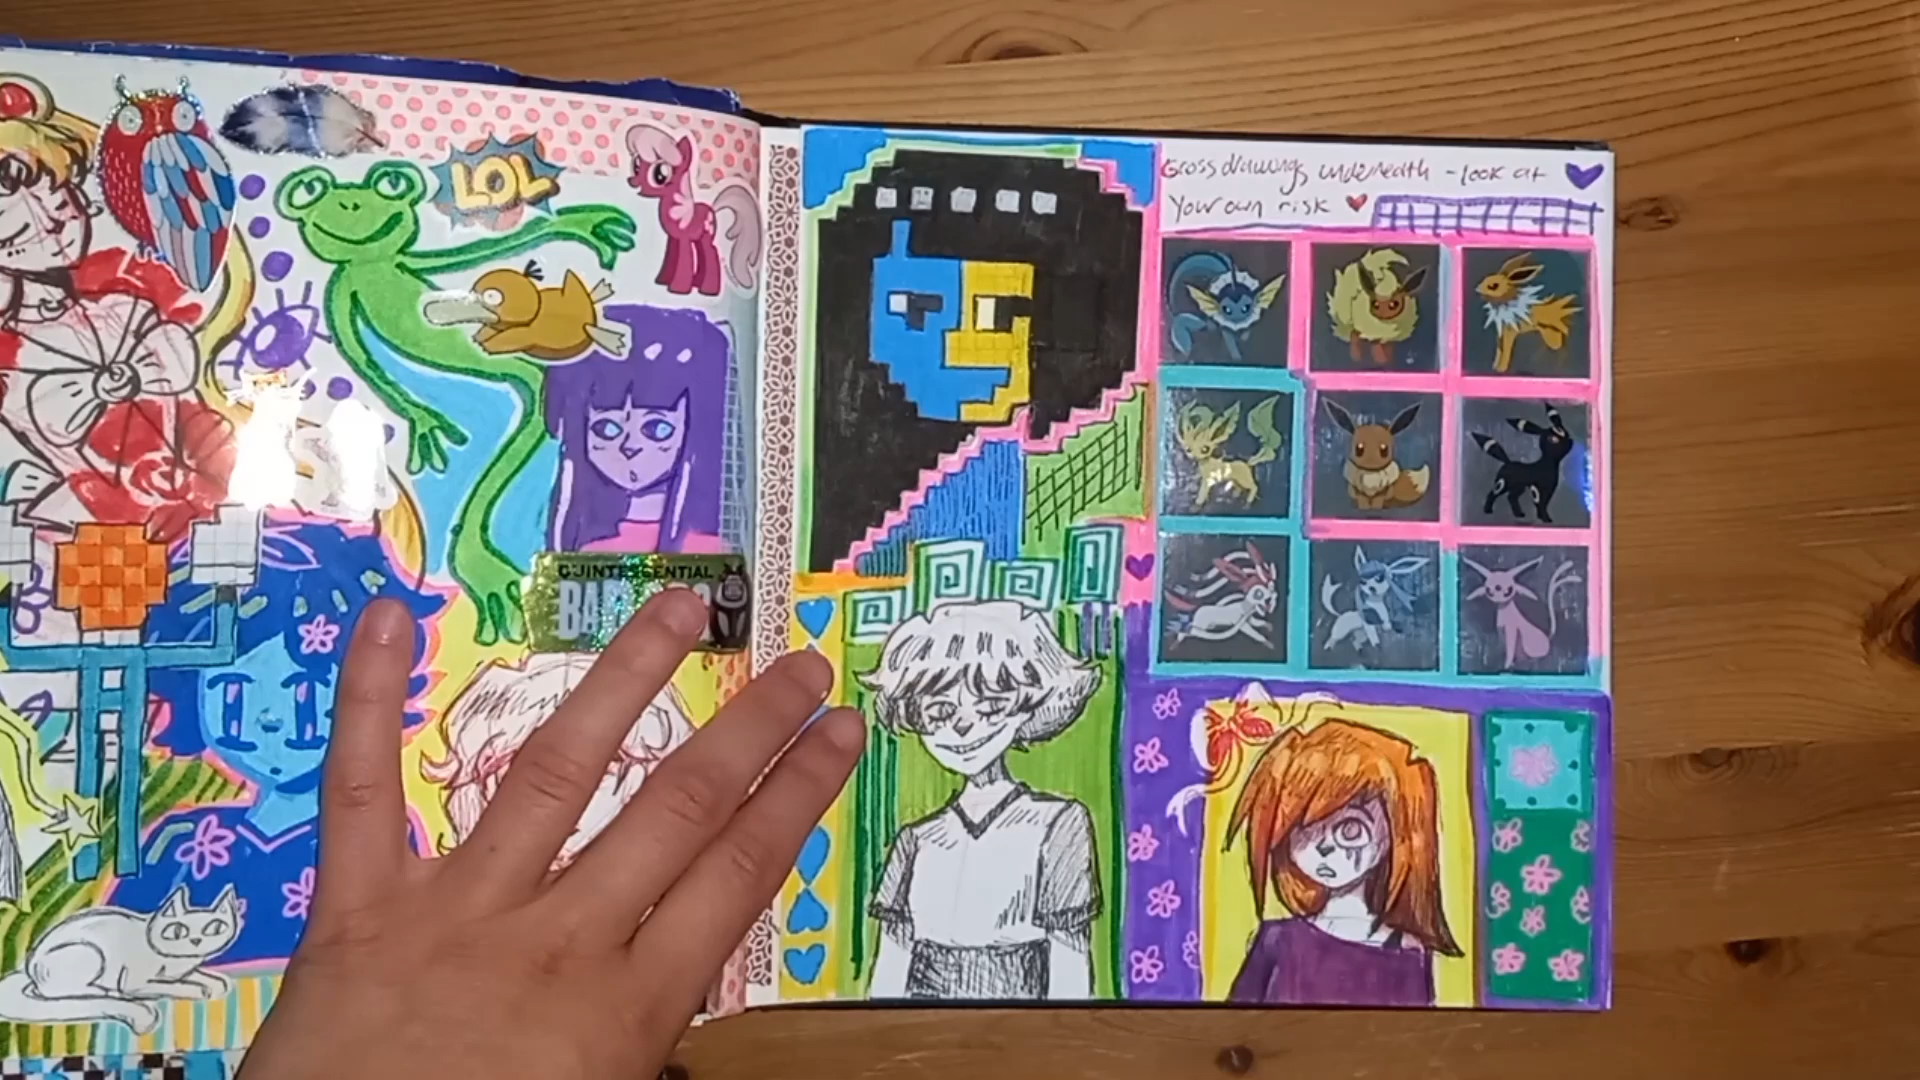 LOL
QUINTESSENTIAL
Gross drawings underneath - look at
Your own risk